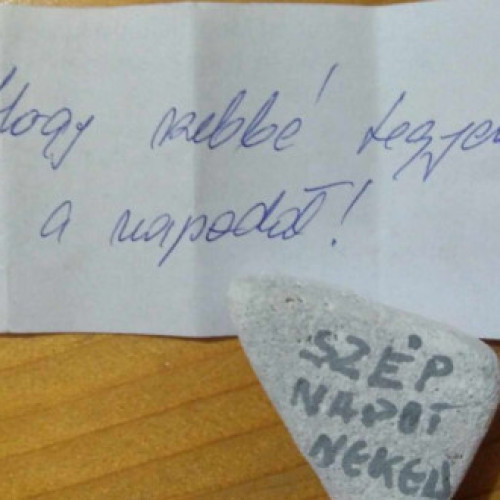 Hogy szebbé tegyem
a napodat!
SZÉP
NAPOT
NEKED